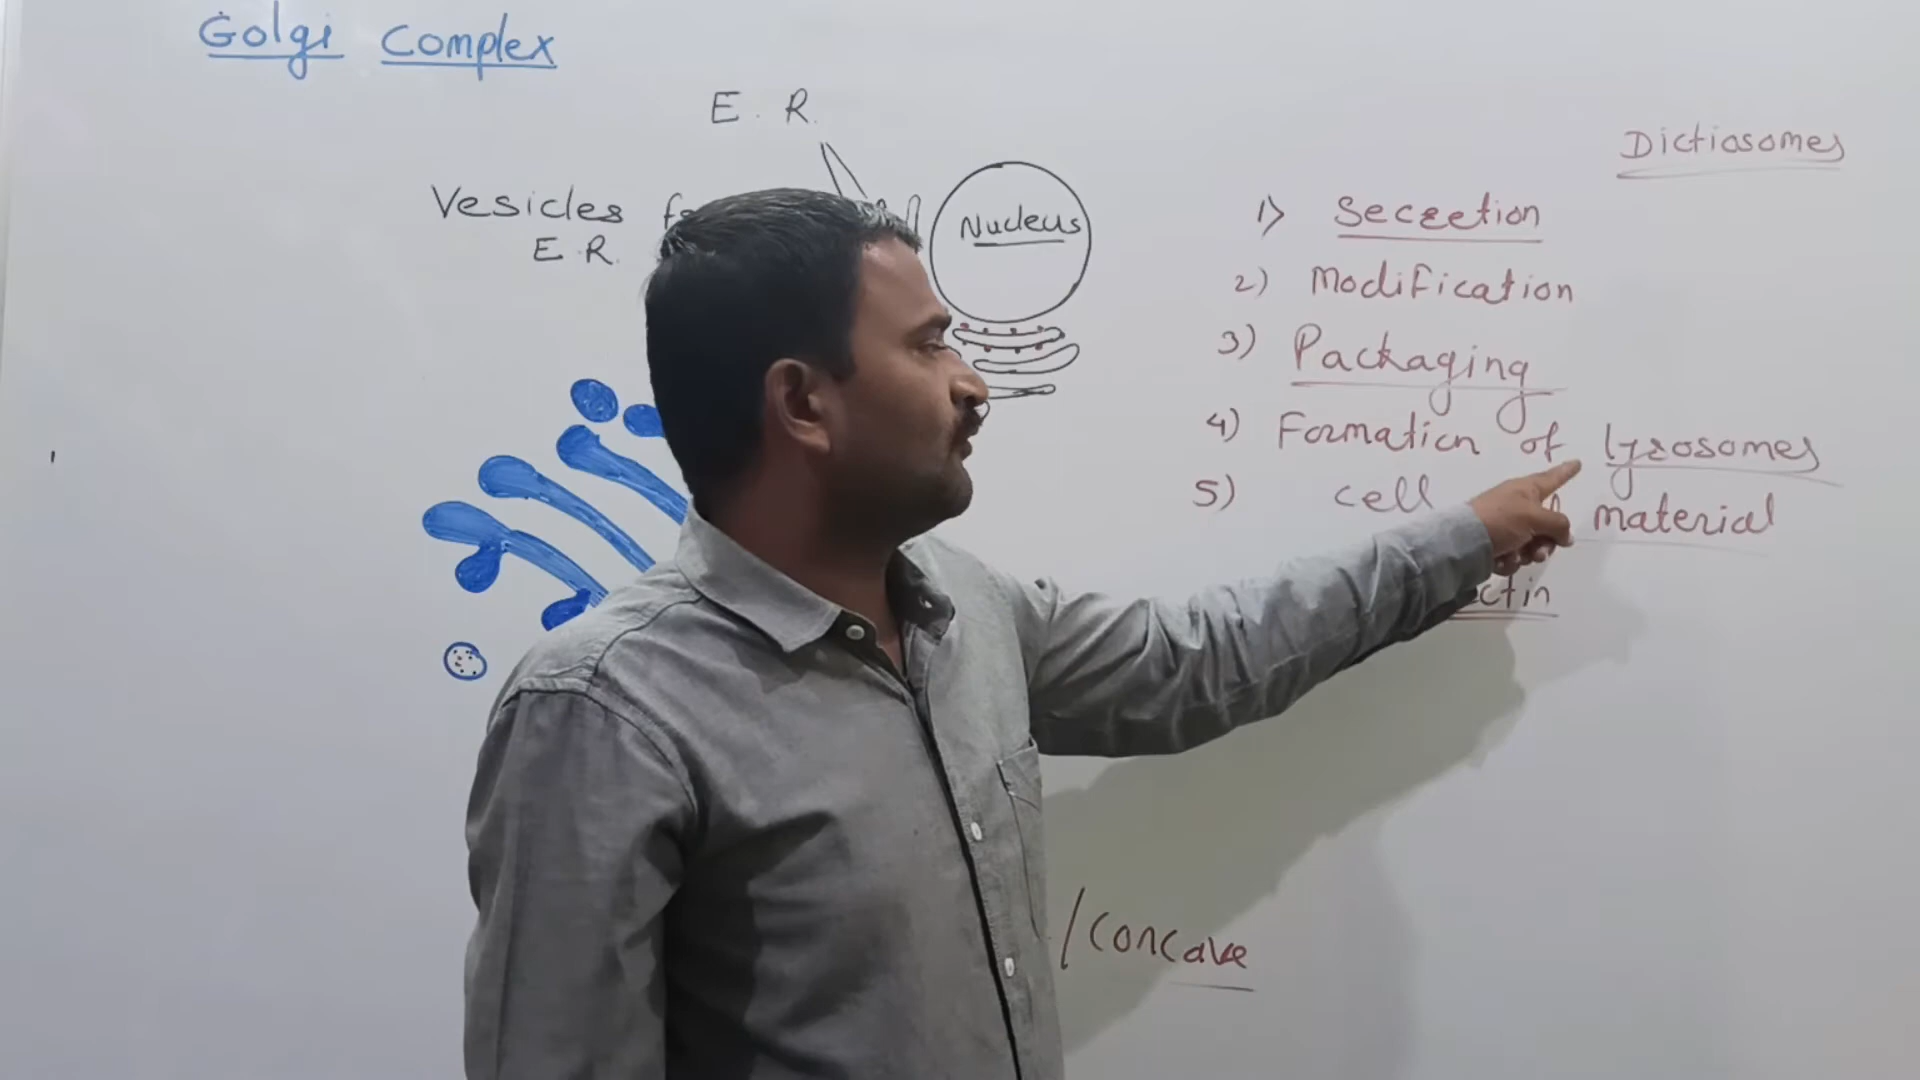 Golgi Complex
E. R.
Vesicles
E. R.
Nucleus
Dictiosomes
1) Secretion
2) Modification
3) Packaging
4) Formation of lysosomes
5) cell material
ctin
/Concave